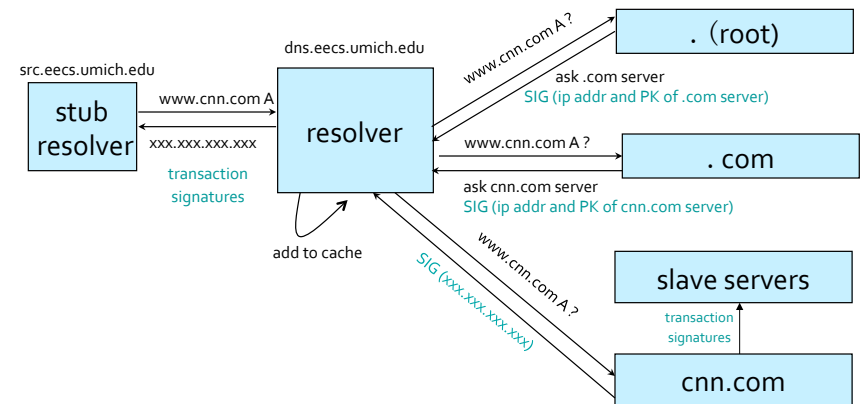 dns.eecs.umich.edu
src.eecs.umich.edu
stub
resolver
www.cnn.com A
xxx.xxx.xxx.xxx
transaction
signatures
resolver
add to cache
www.cnn.com A ?
. (root)
ask .com server
SIG (ip addr and PK of .com server)
www.cnn.com A ?
. com
ask cnn.com server
SIG (ip addr and PK of cnn.com server)
www.cnn.com A ?
SIG (xxx.xxx.xxx.xxx)
slave servers
transaction
signatures
cnn.com